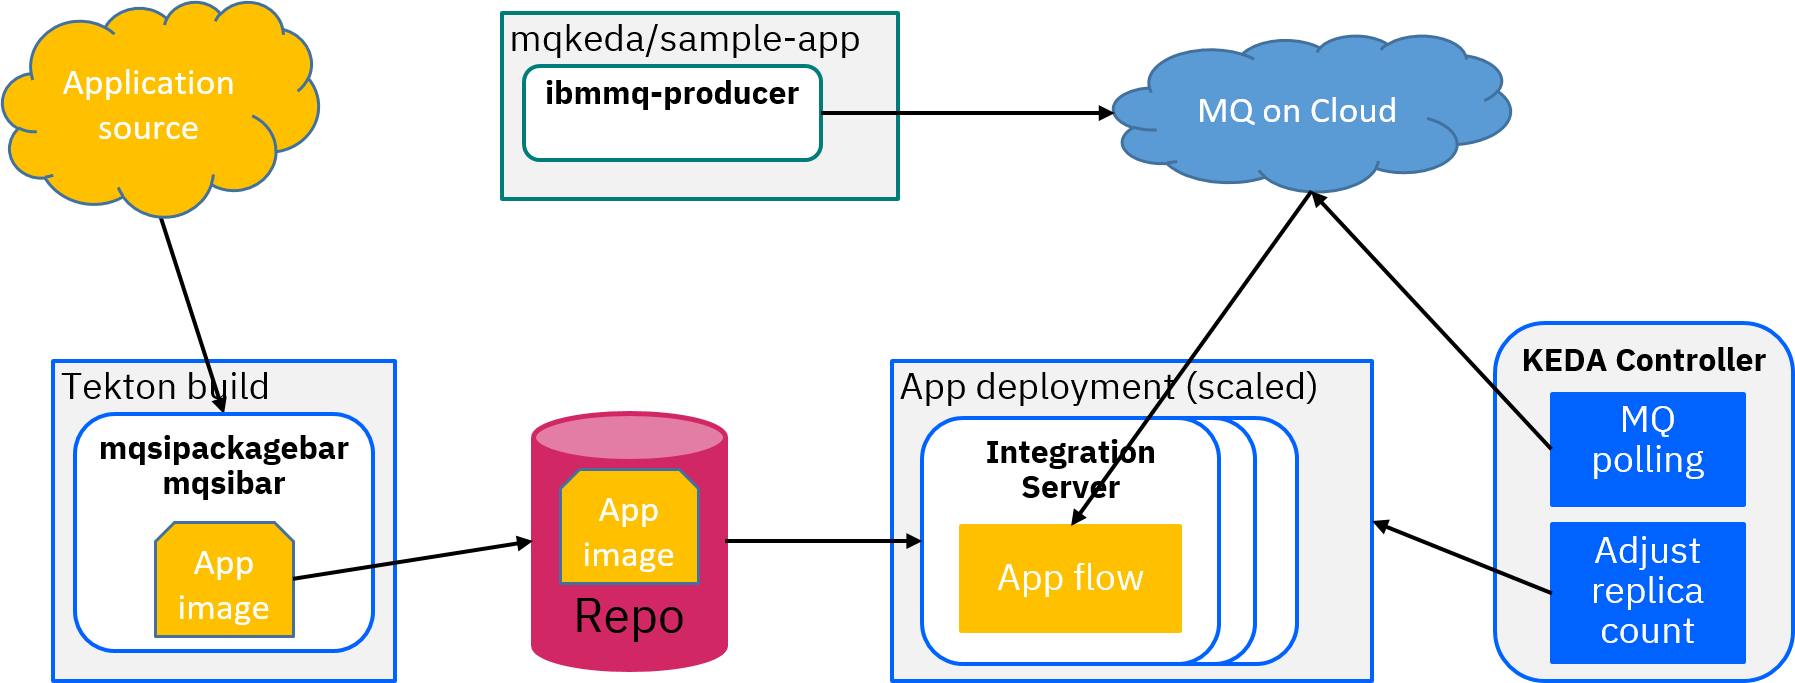 Application
source
mqkeda/sample-app
ibmmq-producer
MQ on Cloud
Tekton build
mqsipackagebar
mqsibar
App
image
App
image
Repo
App deployment (scaled)
Integration
Server
App flow
KEDA Controller
MQ
polling
Adjust
replica
count